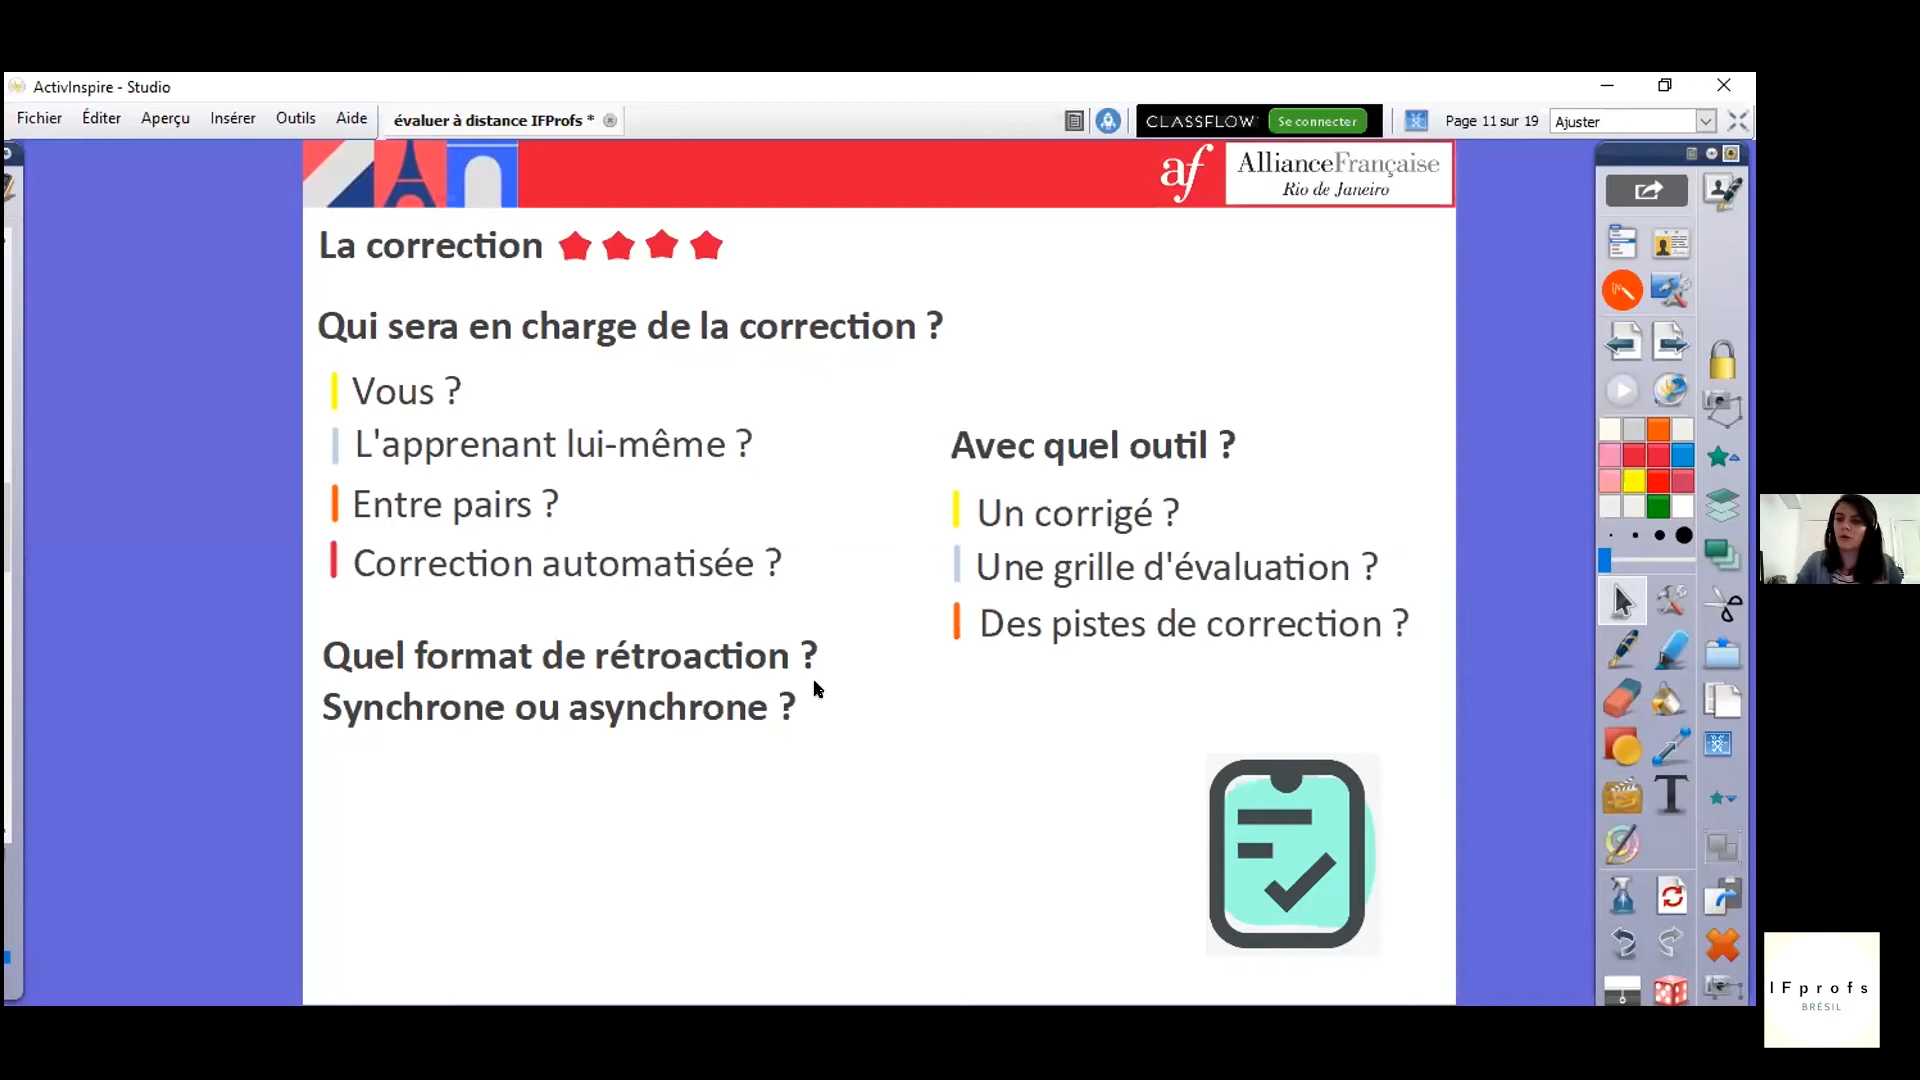 ActivInspire - Studio
Fichier Éditer Aperçu Insérer Outils Aide
évaluer à distance IFProfs *
CLASSFLOW
Se connecter
Page 11 sur 19
Ajuster
af
AllianceFrançaise
Rio de Janeiro
La correction
Qui sera en charge de la correction ?
Vous ?
L'apprenant lui-même ?
Entre pairs ?
Correction automatisée ?
Avec quel outil ?
Un corrigé ?
Une grille d'évaluation ?
Des pistes de correction ?
Quel format de rétroaction ?
Synchrone ou asynchrone ?
T
IFprofs
BRÉSIL